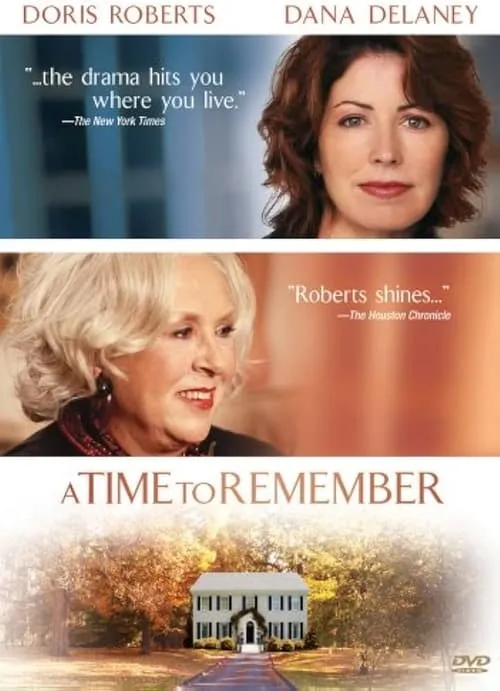 DORIS ROBERTS DANA DELANEY
"...the drama hits you
where you live."
—The New York Times
"Roberts shines..."
—The Houston Chronicle
A TIME TO REMEMBER
DVD
VIDEO